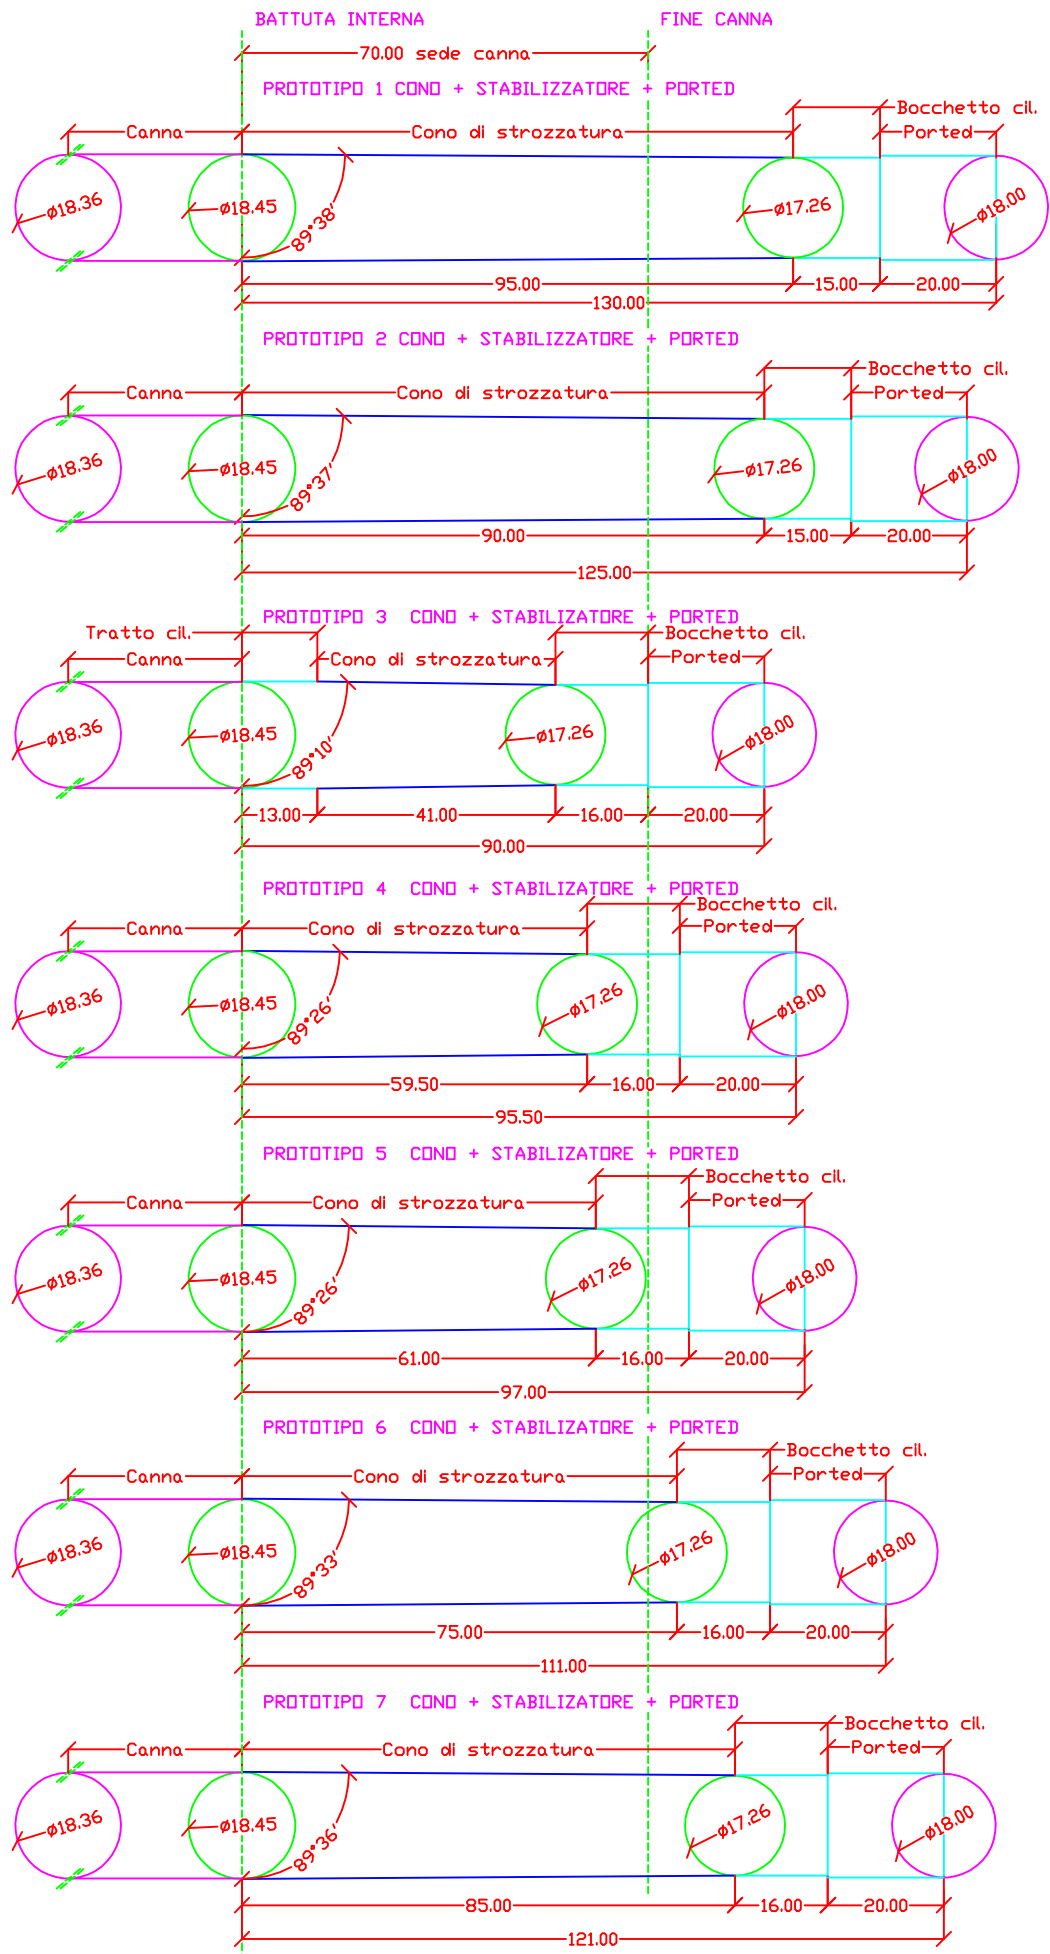 BATTUTA INTERNA
FINE CANNA
70.00 sede canna
PROTOTIPO 1 CONO + STABILIZZATORE + PORTED
Bocchetto cil.
Canna
Cono di strozzatura
Ported
ø18.36
ø18.45
89°38'
ø17.26
ø18.00
95.00
15.00
20.00
130.00
PROTOTIPO 2 CONO + STABILIZZATORE + PORTED
Bocchetto cil.
Canna
Cono di strozzatura
Ported
ø18.36
ø18.45
89°37'
ø17.26
ø18.00
90.00
15.00
20.00
125.00
PROTOTIPO 3 CONO + STABILIZATORE + PORTED
Tratto cil.
Bocchetto cil.
Canna
Cono di strozzatura
Ported
ø18.36
ø18.45
89°10'
ø17.26
ø18.00
13.00
41.00
16.00
20.00
90.00
PROTOTIPO 4 CONO + STABILIZATORE + PORTED
Bocchetto cil.
Canna
Cono di strozzatura
Ported
ø18.36
ø18.45
89°26'
ø17.26
ø18.00
59.50
16.00
20.00
95.50
PROTOTIPO 5 CONO + STABILIZATORE + PORTED
Bocchetto cil.
Canna
Cono di strozzatura
Ported
ø18.36
ø18.45
89°26'
ø17.26
ø18.00
61.00
16.00
20.00
97.00
PROTOTIPO 6 CONO + STABILIZATORE + PORTED
Bocchetto cil.
Canna
Cono di strozzatura
Ported
ø18.36
ø18.45
89°33'
ø17.26
ø18.00
75.00
16.00
20.00
111.00
PROTOTIPO 7 CONO + STABILIZATORE + PORTED
Bocchetto cil.
Canna
Cono di strozzatura
Ported
ø18.36
ø18.45
89°36'
ø17.26
ø18.00
85.00
16.00
20.00
121.00